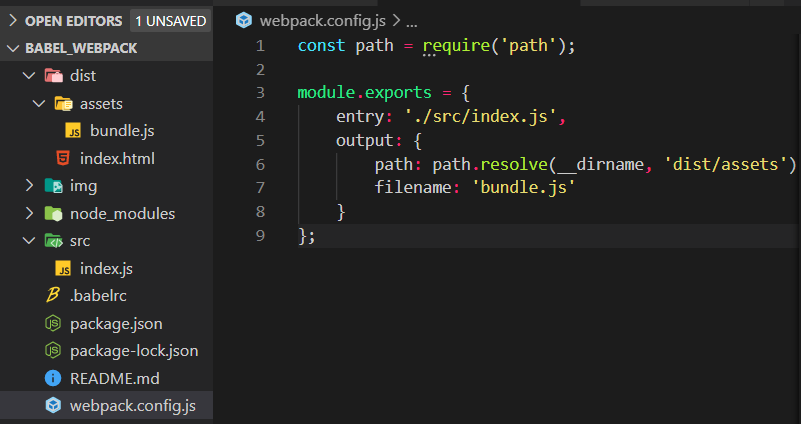 OPEN EDITORS 1 UNSAVED
BABEL_WEBPACK
dist
assets
bundle.js
index.html
img
node_modules
src
index.js
.babelrc
package.json
package-lock.json
README.md
webpack.config.js
webpack.config.js > ...
1 const path = require('path');
2
3 module.exports = {
4 entry: './src/index.js',
5 output: {
6 path: path.resolve(__dirname, 'dist/assets')
7 filename: 'bundle.js'
8 }
9 };